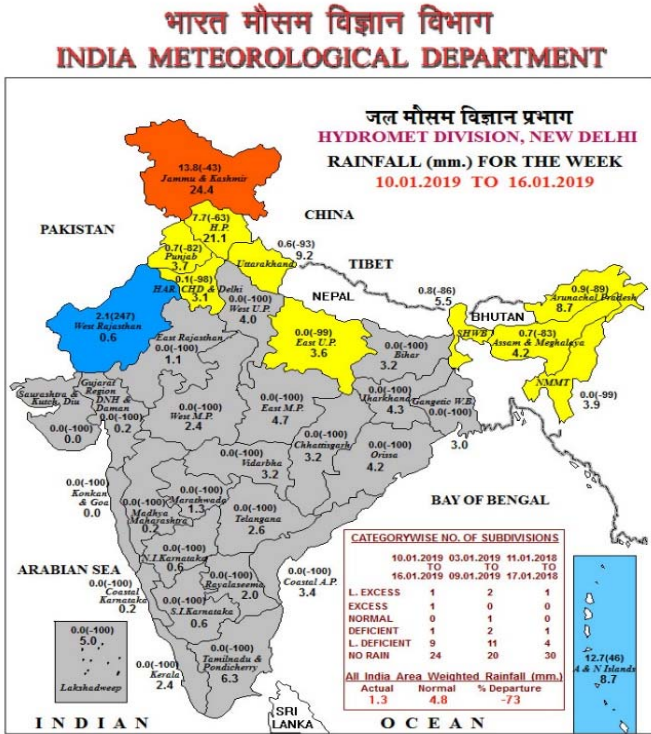 भारत मौसम विज्ञान विभाग
INDIA METEOROLOGICAL DEPARTMENT
जल मौसम विज्ञान प्रभाग
HYDROMET DIVISION, NEW DELHI
RAINFALL (mm.) FOR THE WEEK
10.01.2019 TO 16.01.2019
13.8(-43)
Jammu & Kashmir
24.4
CHINA
PAKISTAN
7.7(-63)
H.P.
21.1
0.7(-82)
Punjab
3.7
0.6(-93)
9.2
Uttarakhand
TIBET
0.1(-98)
HAR. CHD & Delhi
3.1
NEPAL
0.8(-86)
5.5
BHUTAN
0.9(-89)
Arunachal Pradesh
8.7
2.1(247)
West Rajasthan
0.6
0.0(-100)
West U.P.
4.0
0.0(-99)
East U.P.
3.6
SHWB
0.7(-83)
Assam & Meghalaya
4.2
East Rajasthan
0.0(-100)
1.1
0.0(-100)
Bihar
3.2
NMMT
0.0(-99)
3.9
Saurashtra &
Kutch, Diu
0.0(-100)
0.0
Gujarat
Region
DNH &
Daman
0.0(-100)
0.2
0.0(-100)
West M.P.
2.4
0.0(-100)
East M.P.
4.7
0.0(-100)
Jharkhand
4.3
Gangetic W.B.
0.0(-100)
3.0
0.0(-100)
Chhattisgarh
3.2
0.0(-100)
Orissa
4.2
0.0(-100)
Vidarbha
3.2
0.0(-100)
Konkan
& Goa
0.0
0.0(-100)
Madhya
Maharashtra
0.2
0.0(-100)
Marathwada
1.3
0.0(-100)
Telangana
2.6
BAY OF BENGAL
ARABIAN SEA
0.0(-100)
N.I.Karnataka
0.6
0.0(-100)
Coastal
Karnataka
0.2
0.0(-100)
Rayalaseema
2.0
0.0(-100)
Coastal A.P.
3.4
0.0(-100)
S.I.Karnataka
0.6
0.0(-100)
5.0
Lakshadweep
0.0(-100)
Kerala
2.4
0.0(-100)
Tamilnadu &
Pondicherry
6.3
CATEGORYWISE NO. OF SUBDIVISIONS
10.01.2019 03.01.2019 11.01.2018
TO TO TO
16.01.2019 09.01.2019 17.01.2018
L. EXCESS 1 2 1
EXCESS 1 0 0
NORMAL 0 1 0
DEFICIENT 1 2 1
L. DEFICIENT 9 11 4
NO RAIN 24 20 30
All India Area Weighted Rainfall (mm.)
Actual Normal % Departure
1.3 4.8 -73
12.7(46)
A & N Islands
8.7
SRI
LANKA
INDIAN OCEAN